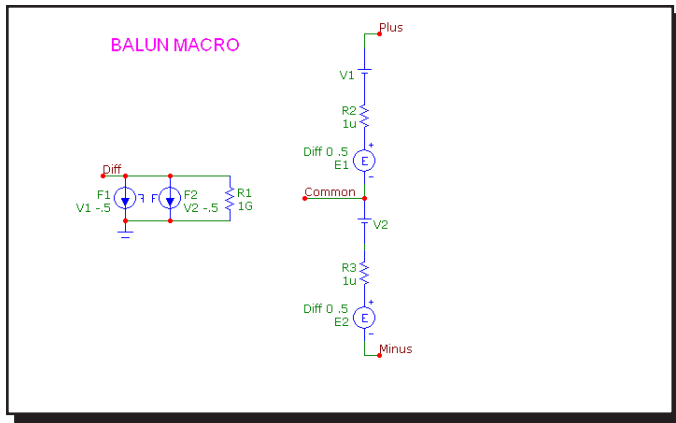 BALUN MACRO
Plus
V1
R2
1u
Diff 0 .5
E1
+
E
-
Diff
F1
V1 -.5
F
F
F2
V2 -.5
R1
1G
Common
V2
R3
1u
Diff 0 .5
E2
+
E
-
Minus